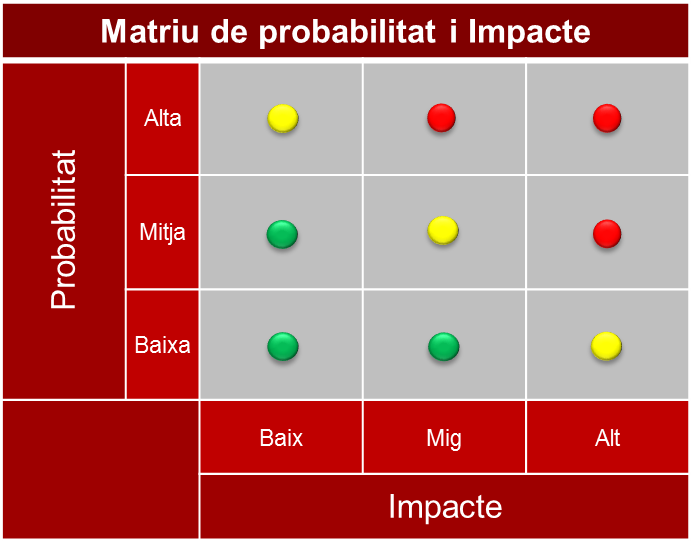 Matriu de probabilitat i Impacte
Probabilitat
Alta
Mitja
Baixa
Baix
Mig
Alt
Impacte